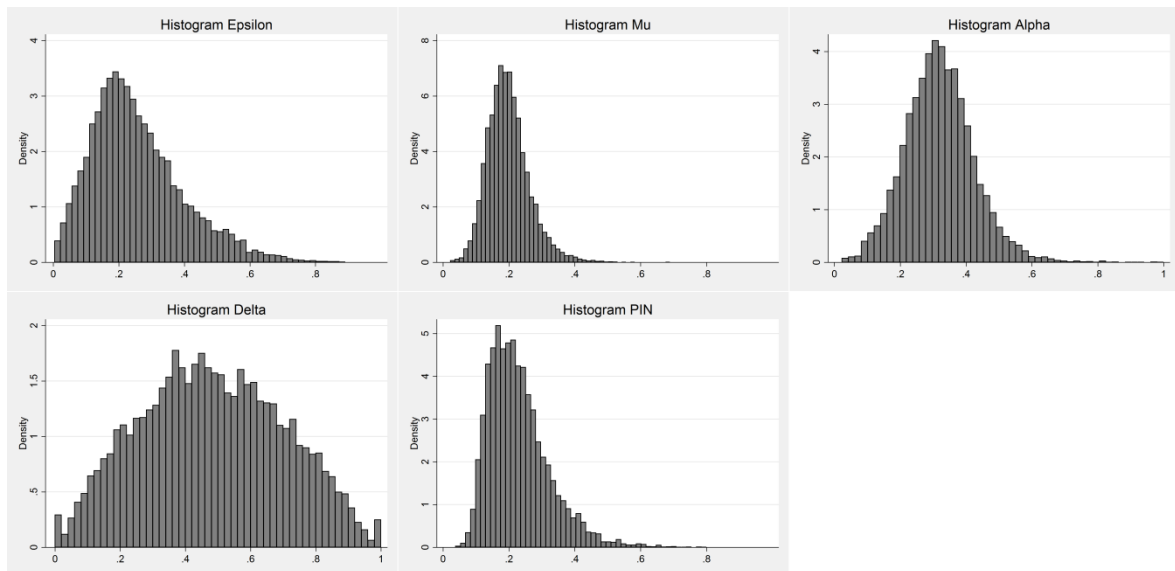 Histogram Epsilon
Density
0
1
2
3
4
0 .2 .4 .6 .8
Histogram Mu
Density
0
2
4
6
8
0 .2 .4 .6 .8
Histogram Alpha
Density
0
1
2
3
4
0 .2 .4 .6 .8 1
Histogram Delta
Density
0
.5
1
1.5
2
0 .2 .4 .6 .8 1
Histogram PIN
Density
0
1
2
3
4
5
0 .2 .4 .6 .8